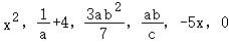 x², 1/a+4, 3ab²/7, ab/c, -5x, 0